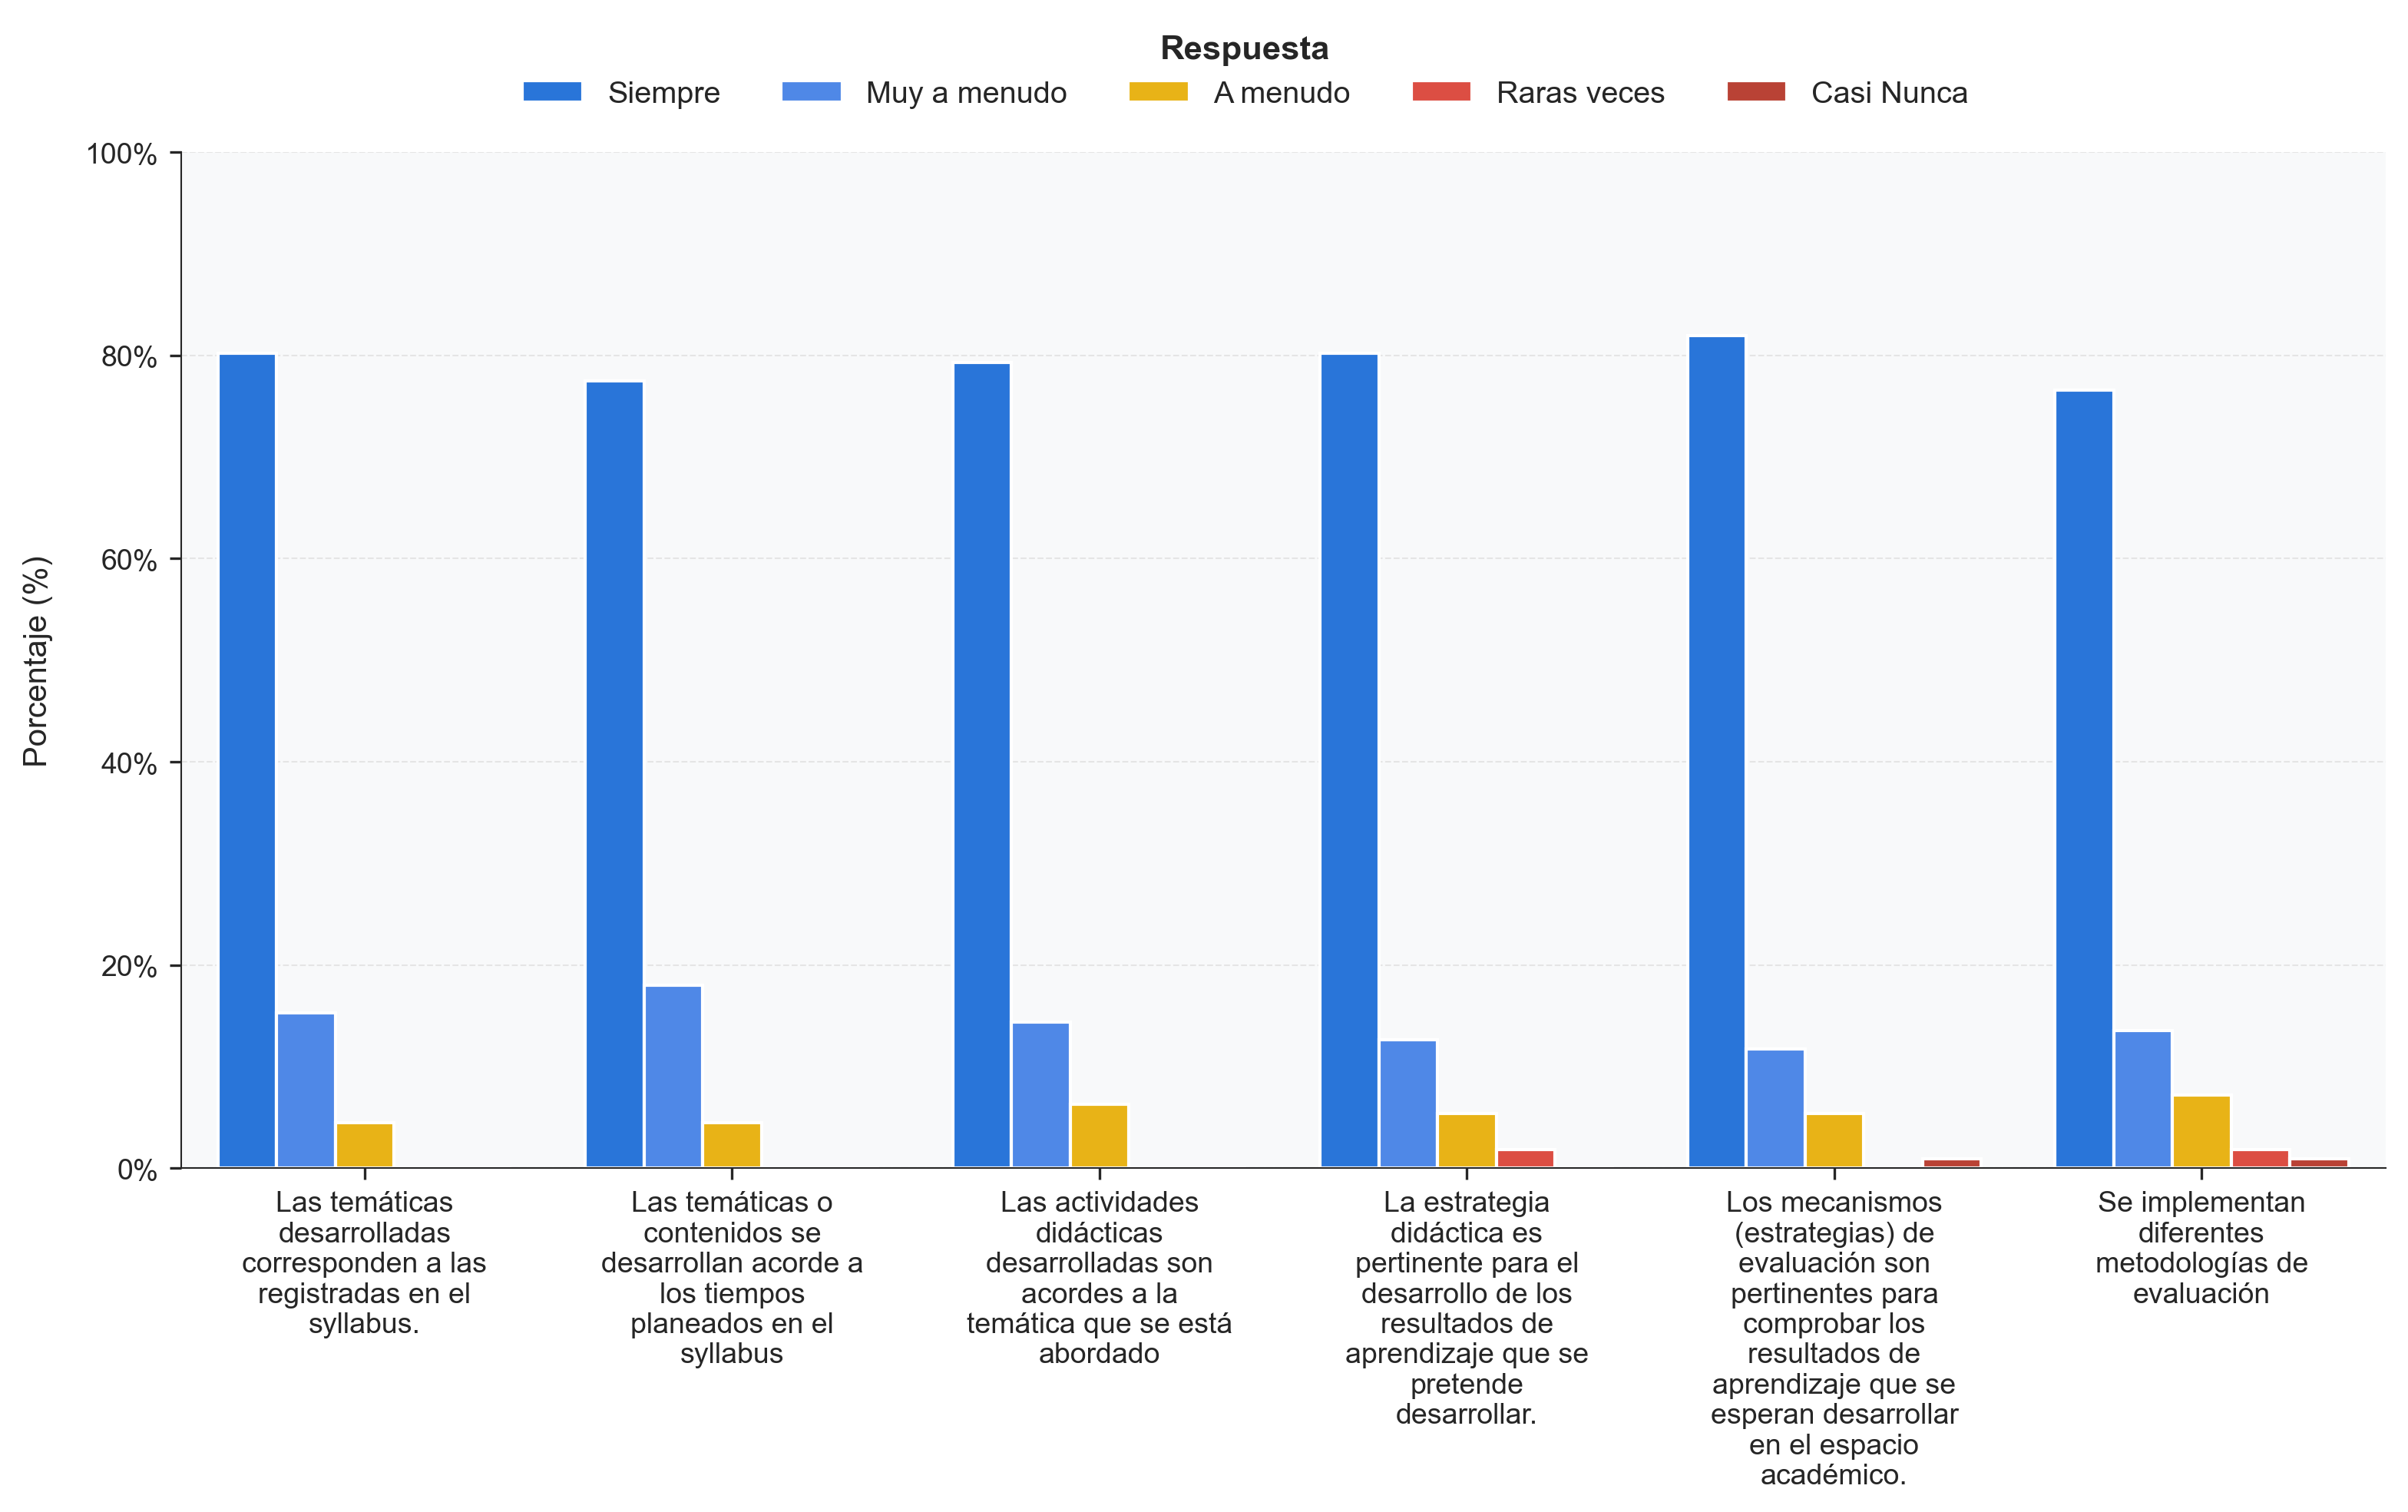 Respuesta
Siempre Muy a menudo A menudo Raras veces Casi Nunca
Porcentaje (%)
100%
80%
60%
40%
20%
0%
Las temáticas
desarrolladas
corresponden a las
registradas en el
syllabus.
Las temáticas o
contenidos se
desarrollan acorde a
los tiempos
planeados en el
syllabus
Las actividades
didácticas
desarrolladas son
acordes a la
temática que se está
abordado
La estrategia
didáctica es
pertinente para el
desarrollo de los
resultados de
aprendizaje que se
pretende
desarrollar.
Los mecanismos
(estrategias) de
evaluación son
pertinentes para
comprobar los
resultados de
aprendizaje que se
esperan desarrollar
en el espacio
académico.
Se implementan
diferentes
metodologías de
evaluación